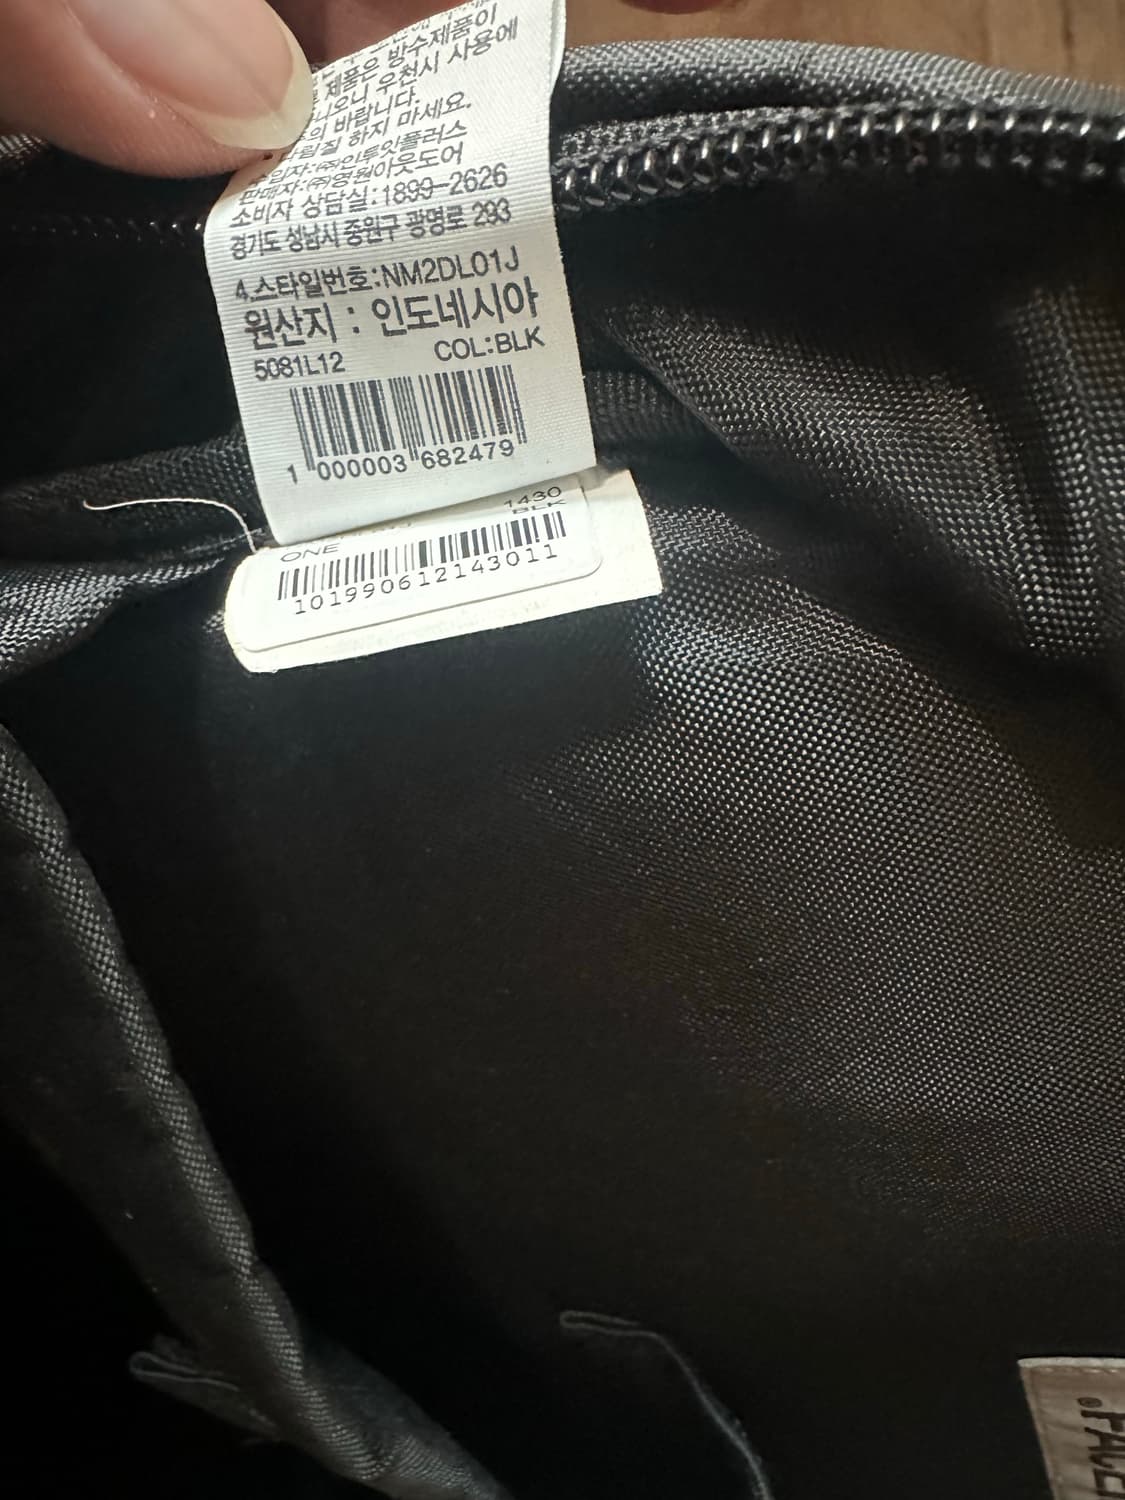 제품은 방수제품이
니오니 우천시 사용에
바랍니다.
하지 마세요.
:㈜인투잇플러스
판매자:㈜영원아웃도어
소비자 상담실:1899-2626
경기도 성남시 중원구 광명로 293
4.스타일번호:NM2DL01J
원산지 : 인도네시아
5081L12 COL:BLK
1 000003 682479
1430
ONE BLK
101990612143011